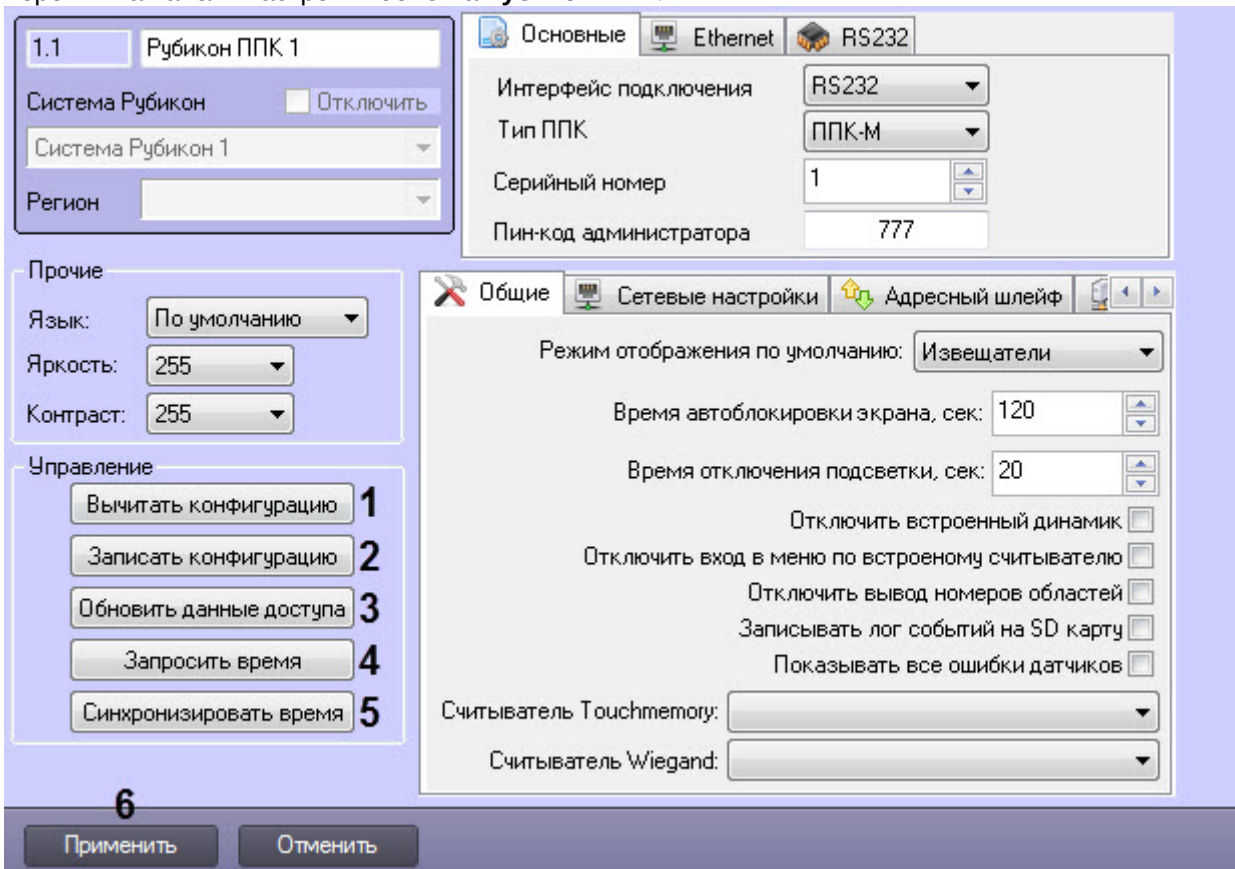 1.1 Рубикон ППК 1
Система Рубикон Отключить
Система Рубикон 1
Регион
Основные Ethernet RS232
Интерфейс подключения RS232
Тип ППК ППК-М
Серийный номер 1
Пин-код администратора 777
Прочие
Язык: По умолчанию
Яркость: 255
Контраст: 255
Управление
Вычитать конфигурацию 1
Записать конфигурацию 2
Обновить данные доступа 3
Запросить время 4
Синхронизировать время 5
Общие Сетевые настройки Адресный шлейф
Режим отображения по умолчанию: Извещатели
Время автоблокировки экрана, сек: 120
Время отключения подсветки, сек: 20
Отключить встроенный динамик
Отключить вход в меню по встроеному считывателю
Отключить вывод номеров областей
Записывать лог событий на SD карту
Показывать все ошибки датчиков
Считыватель Touchmemory:
Считыватель Wiegand:
6
Применить Отменить